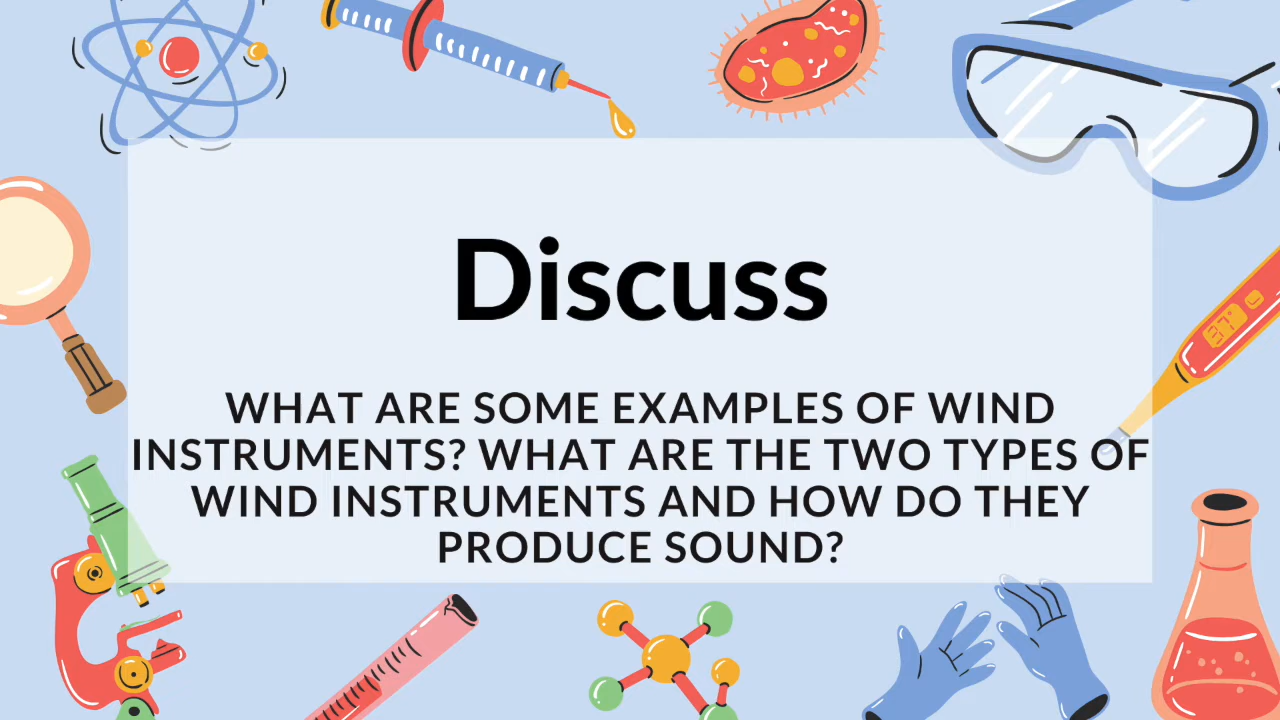 Discuss
WHAT ARE SOME EXAMPLES OF WIND
INSTRUMENTS? WHAT ARE THE TWO TYPES OF
WIND INSTRUMENTS AND HOW DO THEY
PRODUCE SOUND?
37°